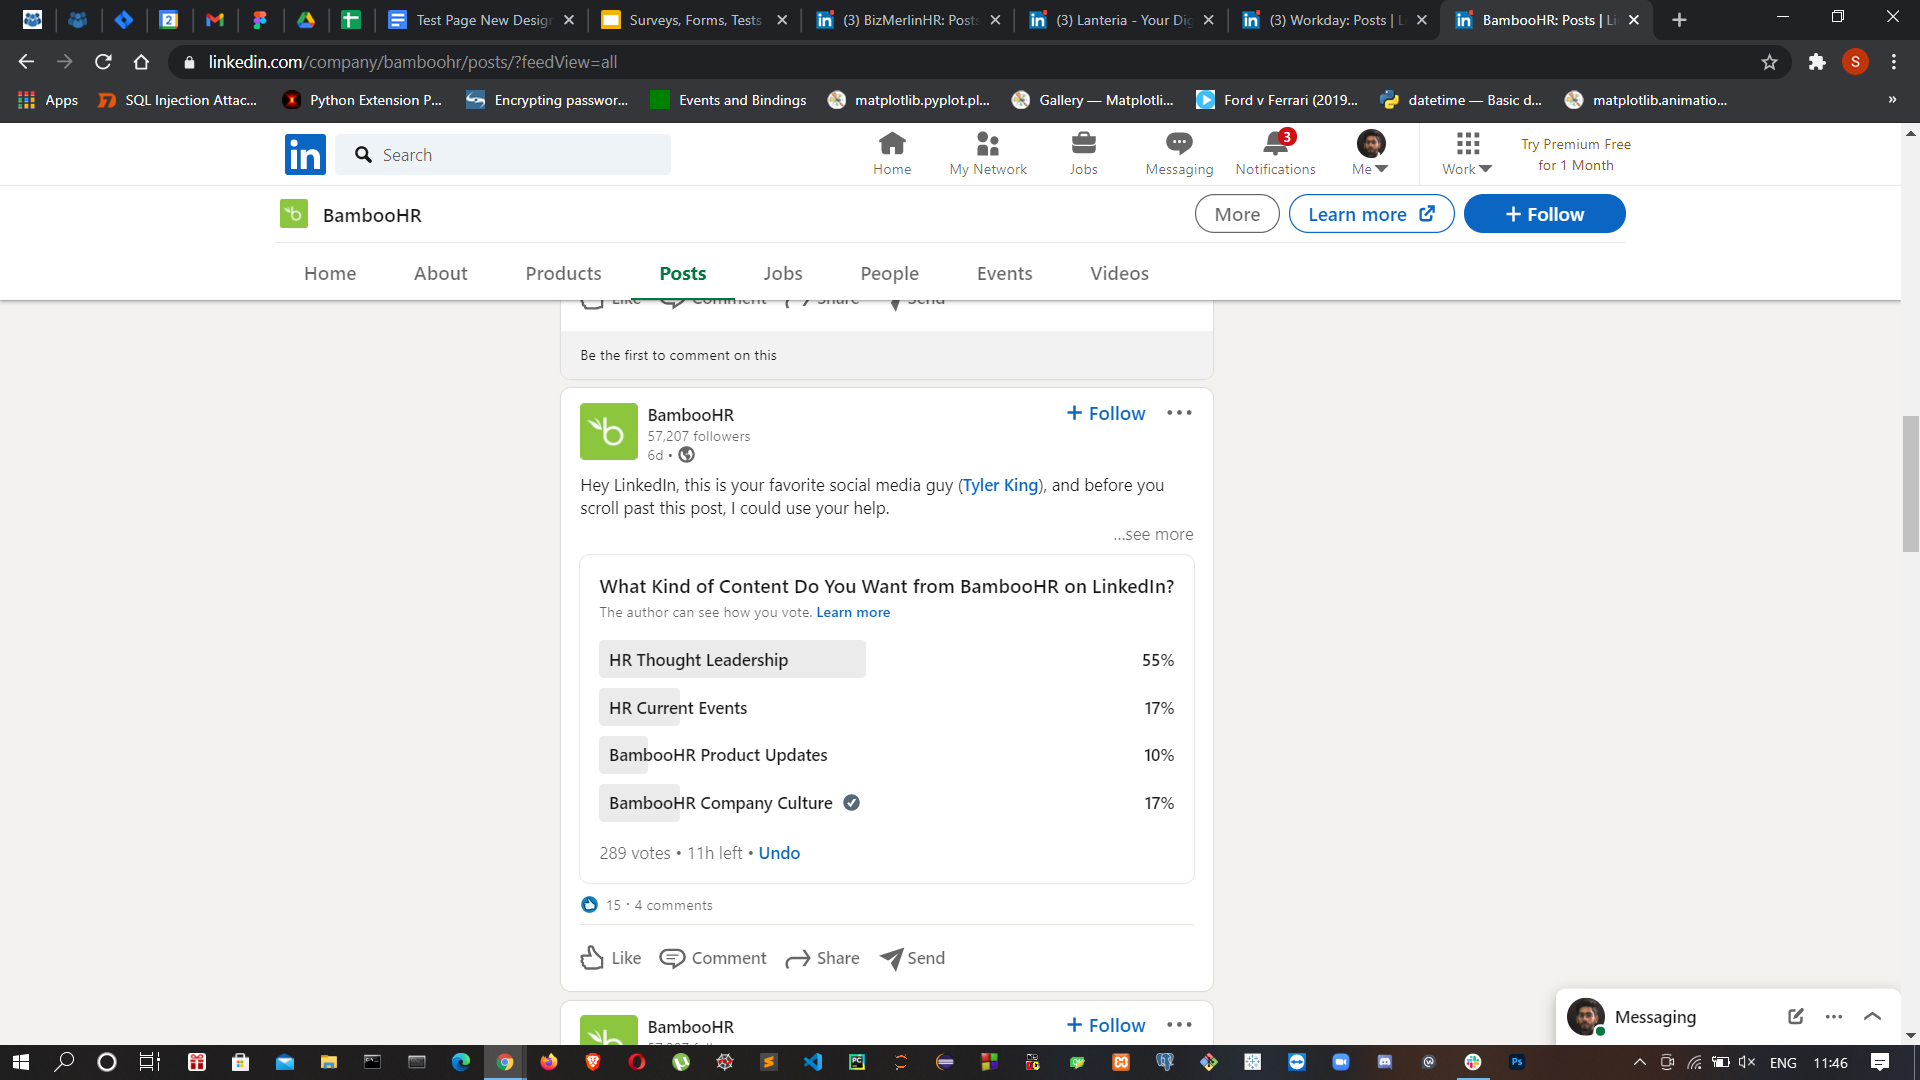 Test Page New Design
Surveys, Forms, Tests
(3) BizMerlinHR: Posts
(3) Lanteria - Your Dig
(3) Workday: Posts | L
BambooHR: Posts | Li
linkedin.com/company/bamboohr/posts/?feedView=all
S
Apps
SQL Injection Attac...
Python Extension P...
Encrypting passwor...
Events and Bindings
matplotlib.pyplot.pl...
Gallery — Matplotli...
Ford v Ferrari (2019...
datetime — Basic d...
matplotlib.animatio...
»
in
Search
Home
My Network
Jobs
Messaging
3
Notifications
Me
Work
Try Premium Free
for 1 Month
BambooHR
More
Learn more
+ Follow
Home
About
Products
Posts
Jobs
People
Events
Videos
Like
Comment
Share
Send
Be the first to comment on this
BambooHR
+ Follow
57,207 followers
6d •
Hey LinkedIn, this is your favorite social media guy (Tyler King), and before you
scroll past this post, I could use your help.
...see more
What Kind of Content Do You Want from BambooHR on LinkedIn?
The author can see how you vote. Learn more
HR Thought Leadership 55%
HR Current Events 17%
BambooHR Product Updates 10%
BambooHR Company Culture 17%
289 votes • 11h left • Undo
15 • 4 comments
Like
Comment
Share
Send
BambooHR
+ Follow
Messaging
ENG
11:46